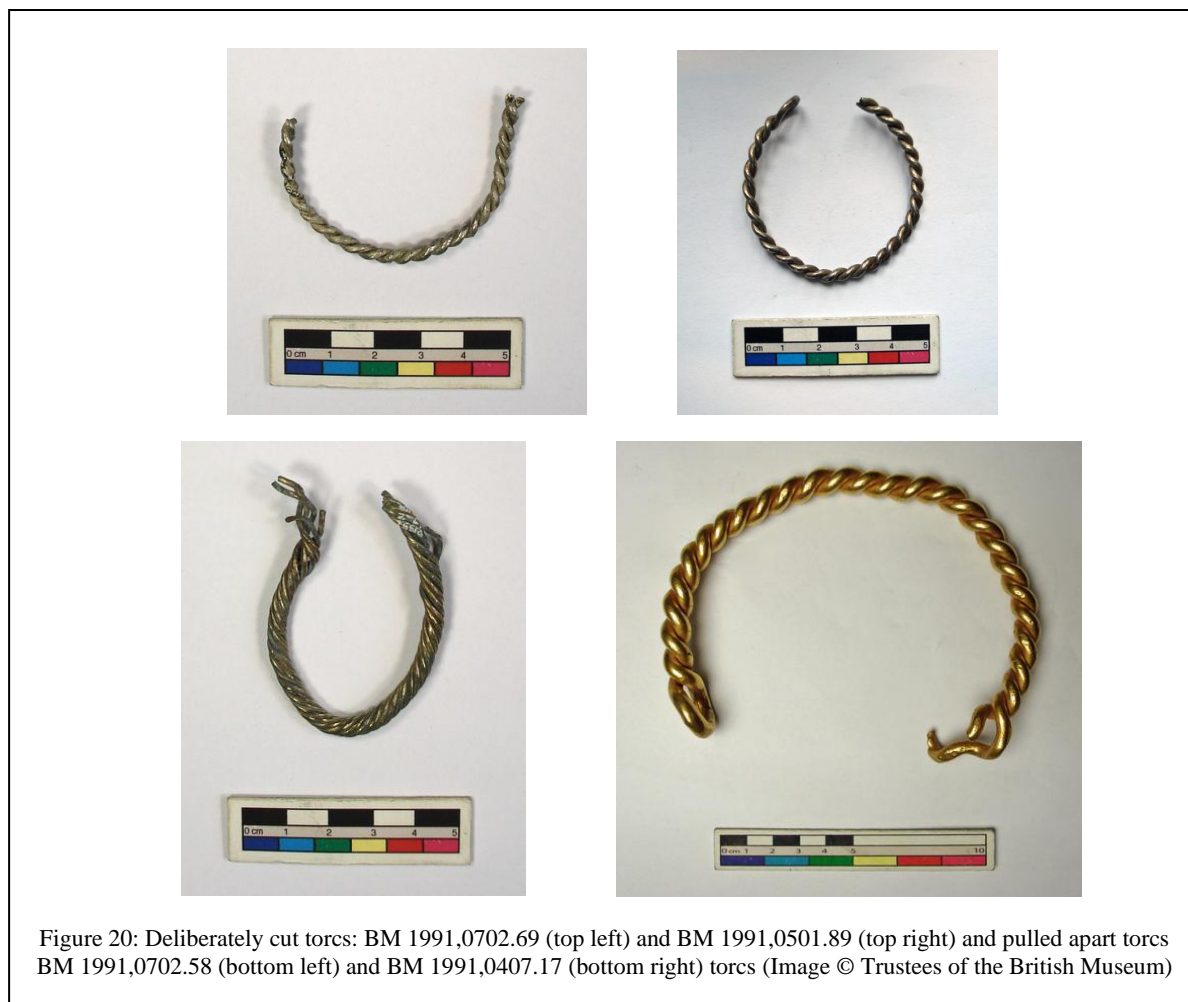 0 cm 1 2 3 4 5
0 cm 1 2 3 4 5
0 cm 1 2 3 4 5
0 cm 1 2 3 4 5 10
Figure 20: Deliberately cut torcs: BM 1991,0702.69 (top left) and BM 1991,0501.89 (top right) and pulled apart torcs
BM 1991,0702.58 (bottom left) and BM 1991,0407.17 (bottom right) torcs (Image © Trustees of the British Museum)